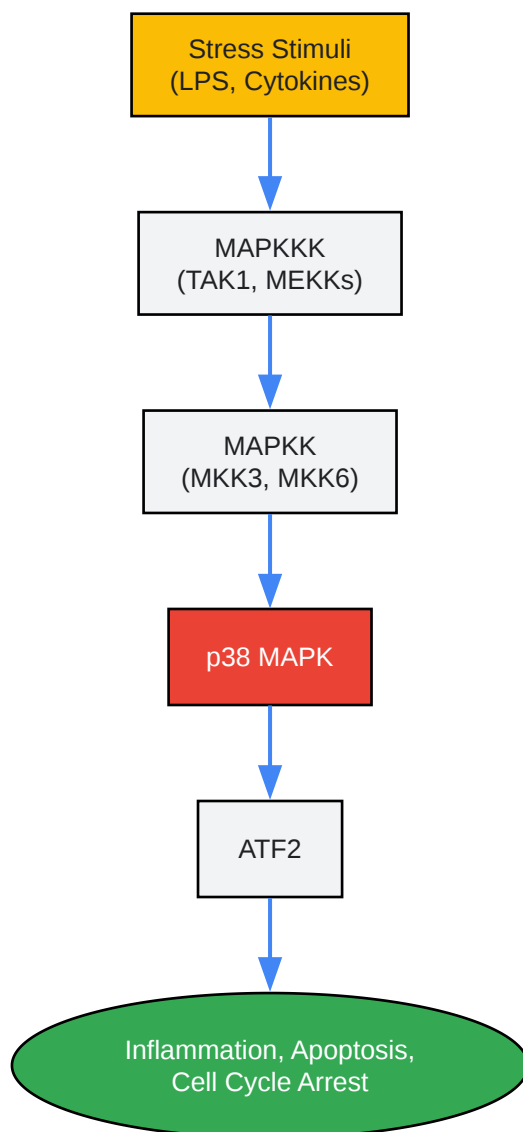 Stress Stimuli
(LPS, Cytokines)
MAPKKK
(TAK1, MEKKs)
MAPKK
(MKK3, MKK6)
p38 MAPK
ATF2
Inflammation, Apoptosis,
Cell Cycle Arrest